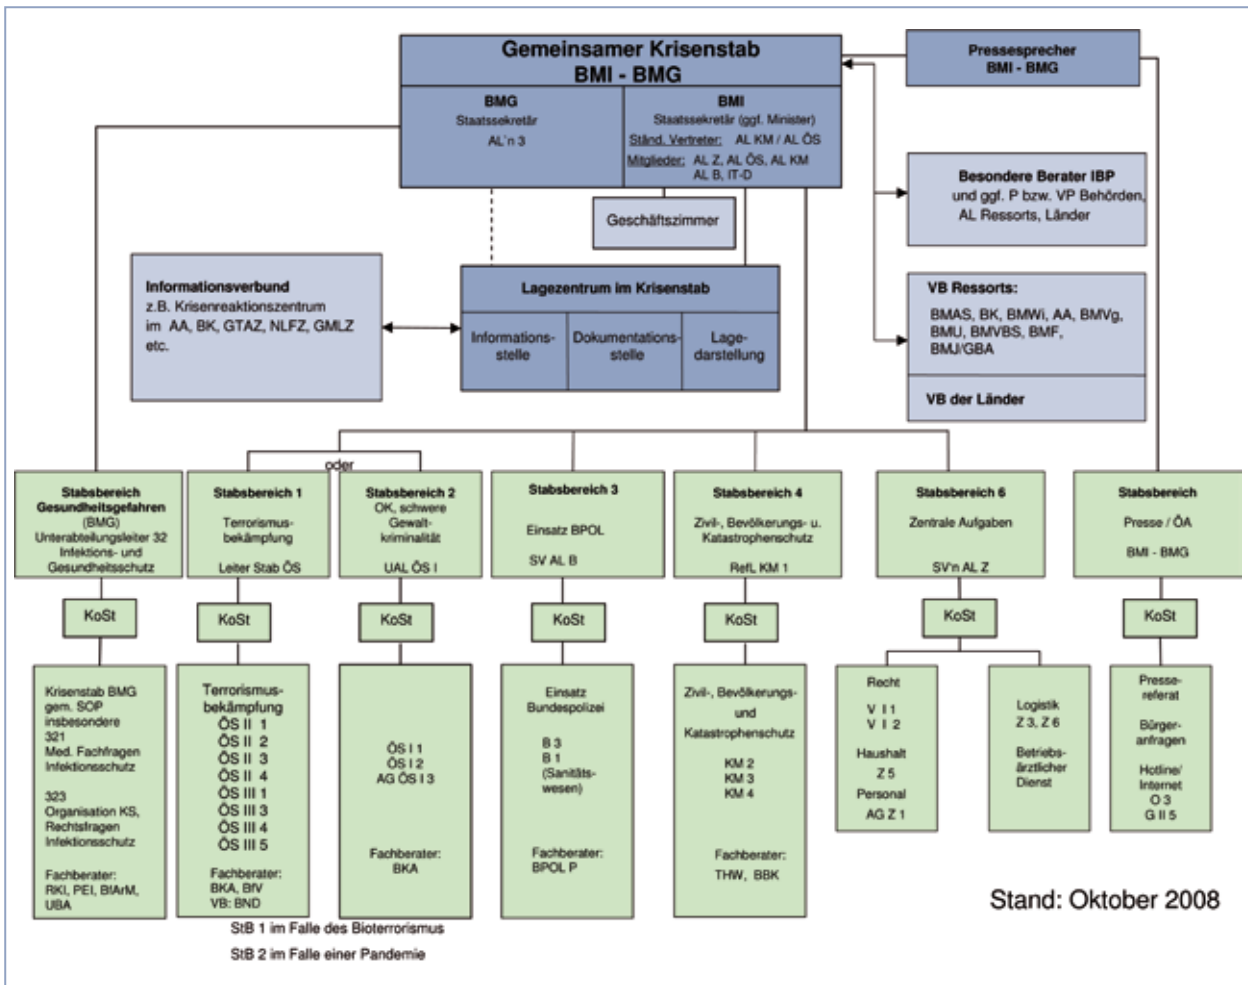 Gemeinsamer Krisenstab
BMI - BMG
BMG
Staatssekretär
AL´n 3
BMI
Staatssekretär (ggf. Minister)
Ständ. Vertreter: AL KM / AL ÖS
Mitglieder: AL Z, AL ÖS, AL KM
AL B, IT-D
Pressesprecher
BMI - BMG
Geschäftszimmer
Besondere Berater IBP
und ggf. P bzw. VP Behörden,
AL Ressorts, Länder
Informationsverbund
z.B. Krisenreaktionszentrum
im AA, BK, GTAZ, NLFZ, GMLZ
etc.
Lagezentrum im Krisenstab
Informations-
stelle
Dokumentations-
stelle
Lage-
darstellung
VB Ressorts:
BMAS, BK, BMWi, AA, BMVg,
BMU, BMVBS, BMF,
BMJ/GBA
VB der Länder
oder
Stabsbereich
Gesundheitsgefahren
(BMG)
Unterabteilungsleiter 32
Infektions- und
Gesundheitsschutz
Stabsbereich 1
Terrorismus-
bekämpfung
Leiter Stab ÖS
Stabsbereich 2
OK, schwere
Gewalt-
kriminalität
UAL ÖS I
Stabsbereich 3
Einsatz BPOL
SV AL B
Stabsbereich 4
Zivil-, Bevölkerungs- u.
Katastrophenschutz
RefL KM 1
Stabsbereich 6
Zentrale Aufgaben
SV'n AL Z
Stabsbereich
Presse / ÖA
BMI - BMG
KoSt
KoSt
KoSt
KoSt
KoSt
KoSt
KoSt
Krisenstab BMG
gem. SOP
insbesondere
321
Med. Fachfragen
Infektionsschutz
323
Organisation KS,
Rechtsfragen
Infektionsschutz
Fachberater:
RKI, PEI, BfArM,
UBA
Terrorismus-
bekämpfung
ÖS II 1
ÖS II 2
ÖS II 3
ÖS II 4
ÖS III 1
ÖS III 3
ÖS III 4
ÖS III 5
Fachberater:
BKA, BfV
VB: BND
ÖS I 1
ÖS I 2
AG ÖS I 3
Fachberater:
BKA
Einsatz
Bundespolizei
B 3
B 1
(Sanitäts-
wesen)
Fachberater:
BPOL P
Zivil-, Bevölkerungs-
und
Katastrophenschutz
KM 2
KM 3
KM 4
Fachberater:
THW, BBK
Recht
V I 1
V I 2
Haushalt
Z 5
Personal
AG Z 1
Logistik
Z 3, Z 6
Betriebs-
ärztlicher
Dienst
Presse-
referat
Bürger-
anfragen
Hotline/
Internet
O 3
G II 5
Stand: Oktober 2008
StB 1 im Falle des Bioterrorismus
StB 2 im Falle einer Pandemie